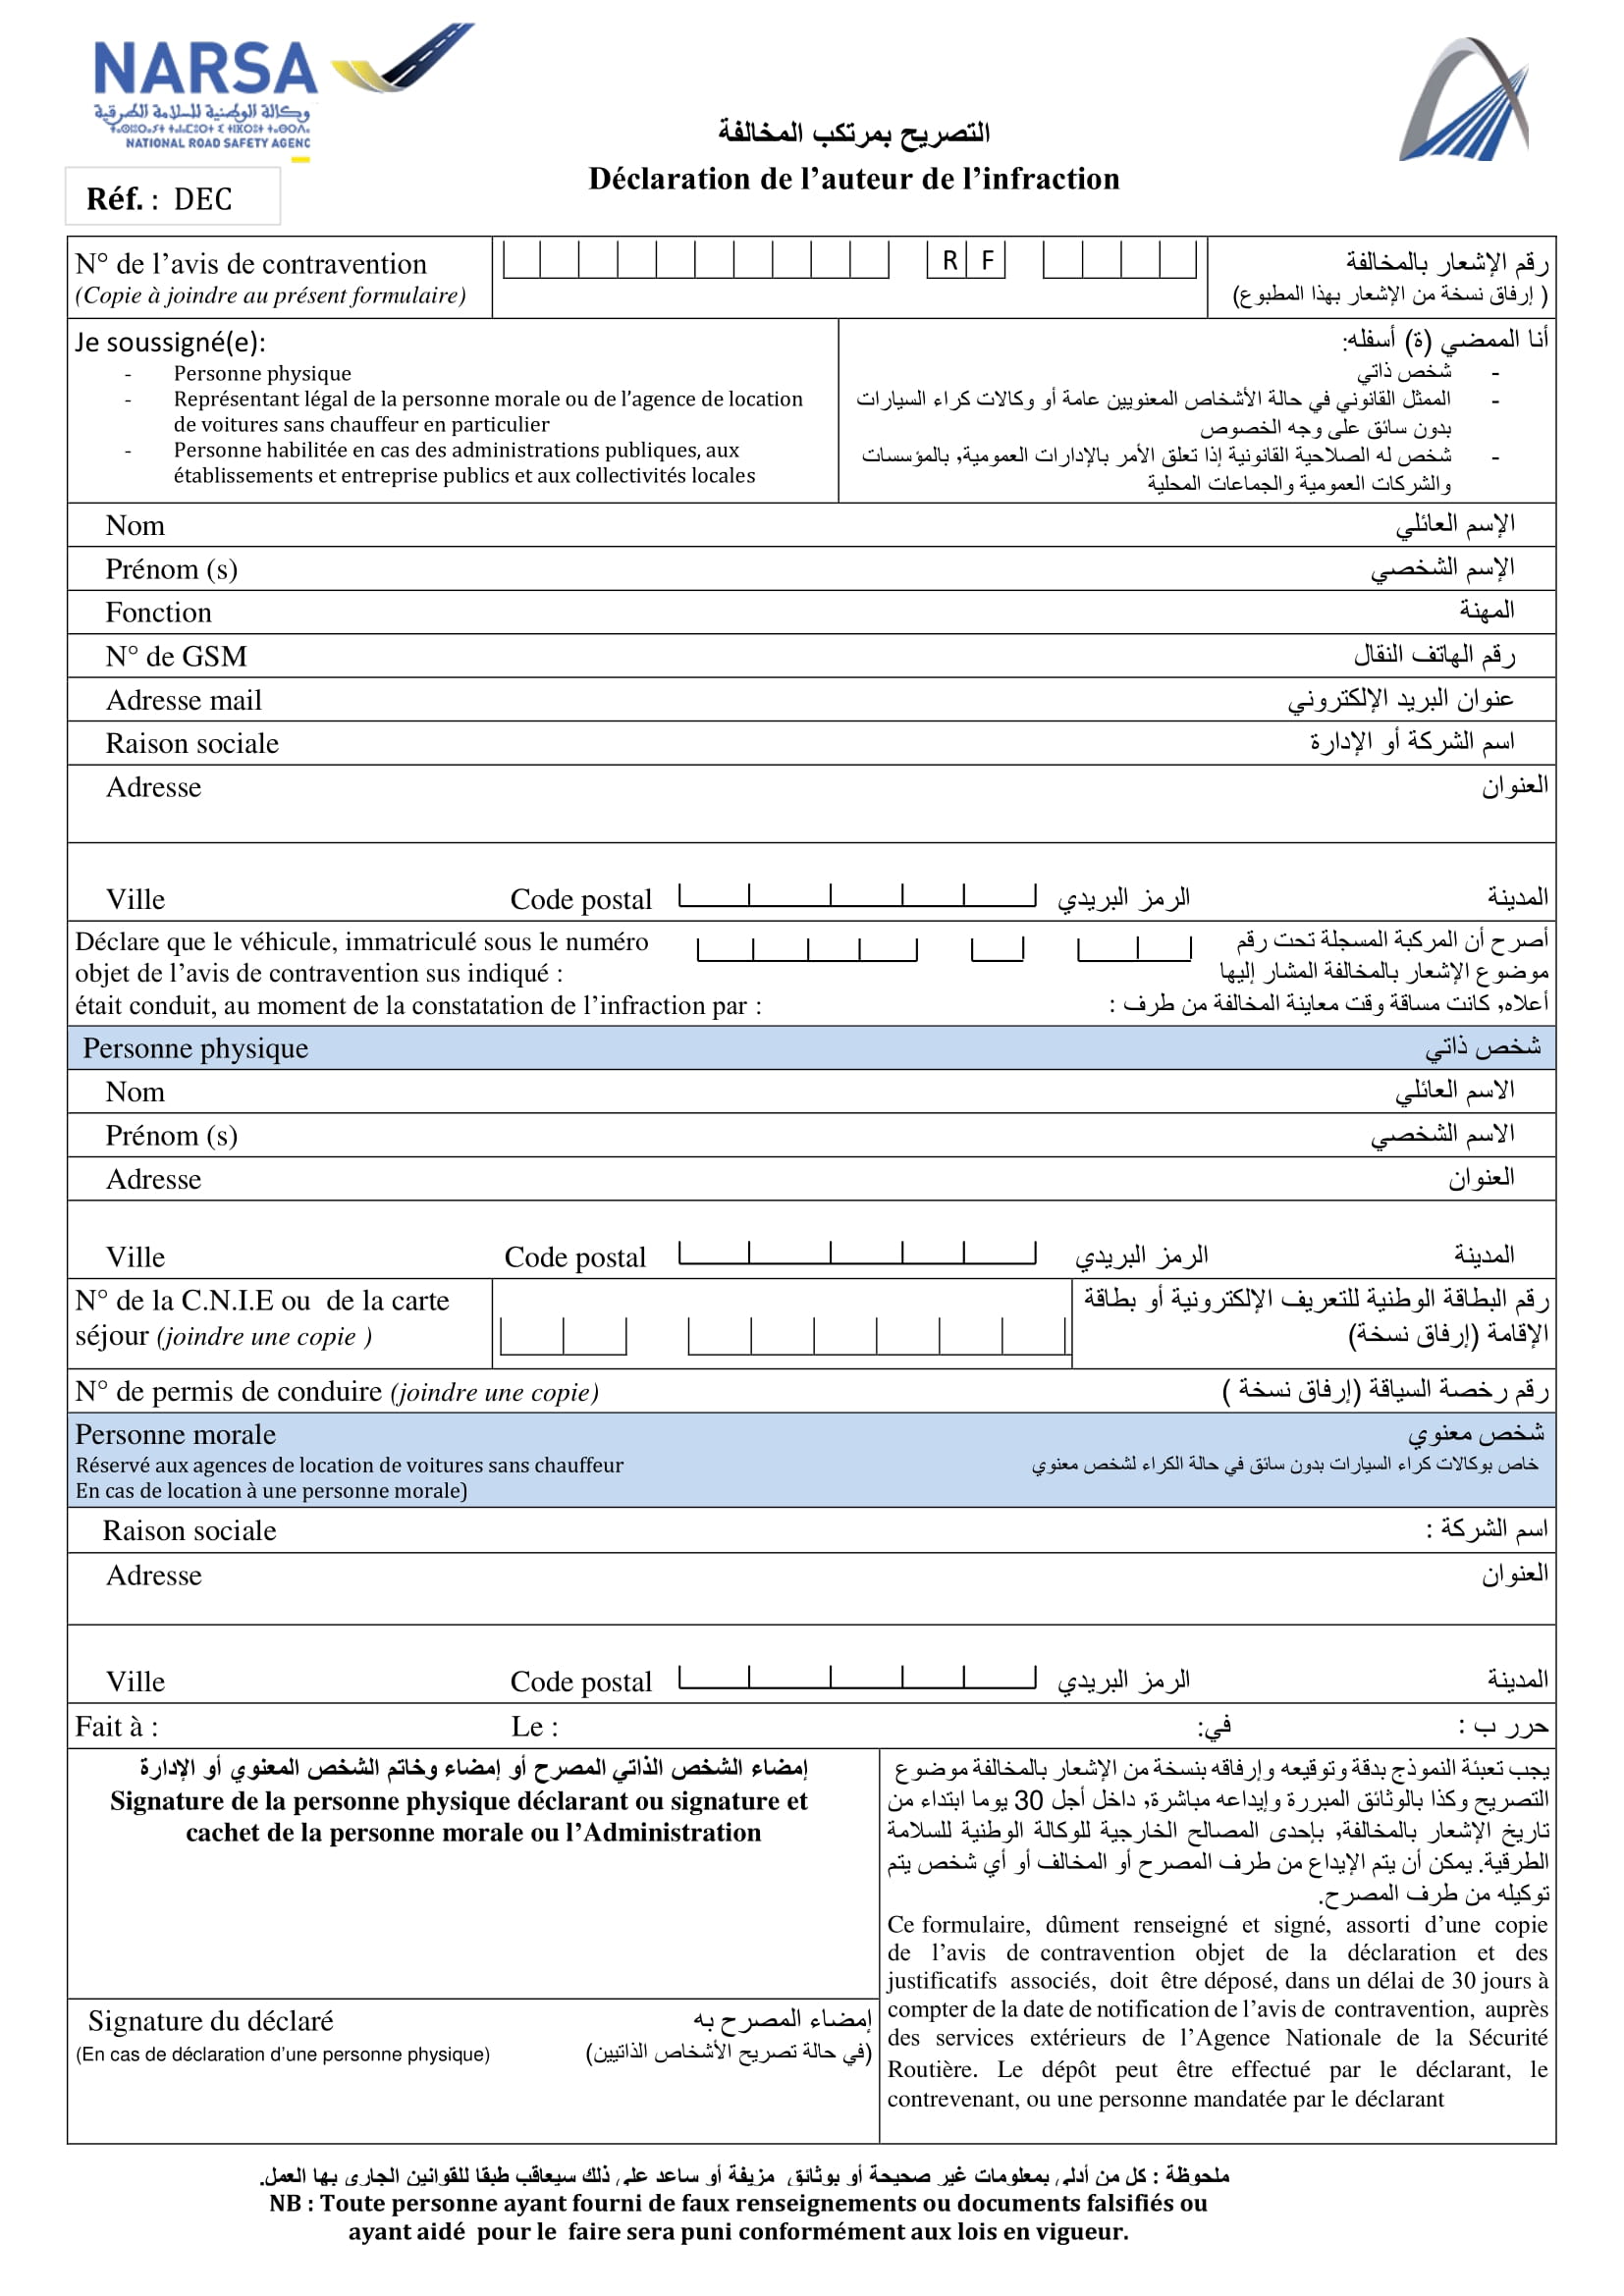 NARSA
وكالة الوطنية للسلامة الطرقية
NATIONAL ROAD SAFETY AGENC
التصريح بمرتكب المخالفة
Déclaration de l’auteur de l’infraction
Réf. : DEC
N° de l’avis de contravention
(Copie à joindre au présent formulaire)
R F
رقم الإشعار بالمخالفة
( إرفاق نسخة من الإشعار بهذا المطبوع)
Je soussigné(e):
- Personne physique
- Représentant légal de la personne morale ou de l’agence de location
de voitures sans chauffeur en particulier
- Personne habilitée en cas des administrations publiques, aux
établissements et entreprise publics et aux collectivités locales
أنا الممضي (ة) أسفله:
- شخص ذاتي
- الممثل القانوني في حالة الأشخاص المعنويين عامة أو وكالات كراء السيارات
بدون سائق على وجه الخصوص
- شخص له الصلاحية القانونية إذا تعلق الأمر بالإدارات العمومية, بالمؤسسات
والشركات العمومية والجماعات المحلية
Nom الإسم العائلي
Prénom (s) الإسم الشخصي
Fonction المهنة
N° de GSM رقم الهاتف النقال
Adresse mail عنوان البريد الإلكتروني
Raison sociale اسم الشركة أو الإدارة
Adresse العنوان
Ville Code postal الرمز البريدي المدينة
Déclare que le véhicule, immatriculé sous le numéro
objet de l’avis de contravention sus indiqué :
était conduit, au moment de la constatation de l’infraction par :
أصرح أن المركبة المسجلة تحت رقم
موضوع الإشعار بالمخالفة المشار إليها
أعلاه, كانت مساقة وقت معاينة المخالفة من طرف :
Personne physique شخص ذاتي
Nom الاسم العائلي
Prénom (s) الاسم الشخصي
Adresse العنوان
Ville Code postal الرمز البريدي المدينة
N° de la C.N.I.E ou de la carte
séjour (joindre une copie )
رقم البطاقة الوطنية للتعريف الإلكترونية أو بطاقة
الإقامة (إرفاق نسخة)
N° de permis de conduire (joindre une copie) رقم رخصة السياقة (إرفاق نسخة )
Personne morale شخص معنوي
Réservé aux agences de location de voitures sans chauffeur خاص بوكالات كراء السيارات بدون سائق في حالة الكراء لشخص معنوي
En cas de location à une personne morale)
Raison sociale اسم الشركة :
Adresse العنوان
Ville Code postal الرمز البريدي المدينة
Fait à : Le : في: حرر ب :
إمضاء الشخص الذاتي المصرح أو إمضاء وخاتم الشخص المعنوي أو الإدارة
Signature de la personne physique déclarant ou signature et
cachet de la personne morale ou l’Administration
Signature du déclaré إمضاء المصرح به
(En cas de déclaration d’une personne physique) (في حالة تصريح الأشخاص الذاتيين)
يجب تعبئة النموذج بدقة وتوقيعه وإرفاقه بنسخة من الإشعار بالمخالفة موضوع
التصريح وكذا بالوثائق المبررة وإيداعه مباشرة, داخل أجل 30 يوما ابتداء من
تاريخ الإشعار بالمخالفة, بإحدى المصالح الخارجية للوكالة الوطنية للسلامة
الطرقية. يمكن أن يتم الإيداع من طرف المصرح أو المخالف أو أي شخص يتم
توكيله من طرف المصرح.
Ce formulaire, dûment renseigné et signé, assorti d’une copie
de l’avis de contravention objet de la déclaration et des
justificatifs associés, doit être déposé, dans un délai de 30 jours à
compter de la date de notification de l’avis de contravention, auprès
des services extérieurs de l’Agence Nationale de la Sécurité
Routière. Le dépôt peut être effectué par le déclarant, le
contrevenant, ou une personne mandatée par le déclarant
ملحوظة : كل من أدلى بمعلومات غير صحيحة أو بوثائق مزيفة أو ساعد على ذلك سيعاقب طبقا للقوانين الجاري بها العمل.
NB : Toute personne ayant fourni de faux renseignements ou documents falsifiés ou
ayant aidé pour le faire sera puni conformément aux lois en vigueur.